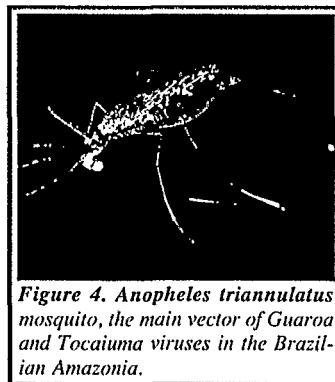 Figure 4. Anopheles triannulatus
mosquito, the main vector of Guaroa
and Tocaiuma viruses in the Brazil-
ian Amazonia.